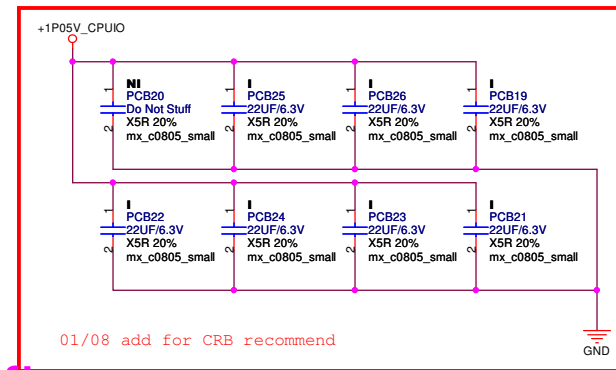 +1P05V_CPUIO
NI
PCB20
Do Not Stuff
X5R 20%
mx_c0805_small
1
2
I
PCB25
22UF/6.3V
X5R 20%
mx_c0805_small
1
2
I
PCB26
22UF/6.3V
X5R 20%
mx_c0805_small
1
2
I
PCB19
22UF/6.3V
X5R 20%
mx_c0805_small
1
2
I
PCB22
22UF/6.3V
X5R 20%
mx_c0805_small
1
2
I
PCB24
22UF/6.3V
X5R 20%
mx_c0805_small
1
2
I
PCB23
22UF/6.3V
X5R 20%
mx_c0805_small
1
2
I
PCB21
22UF/6.3V
X5R 20%
mx_c0805_small
1
2
01/08 add for CRB recommend
GND